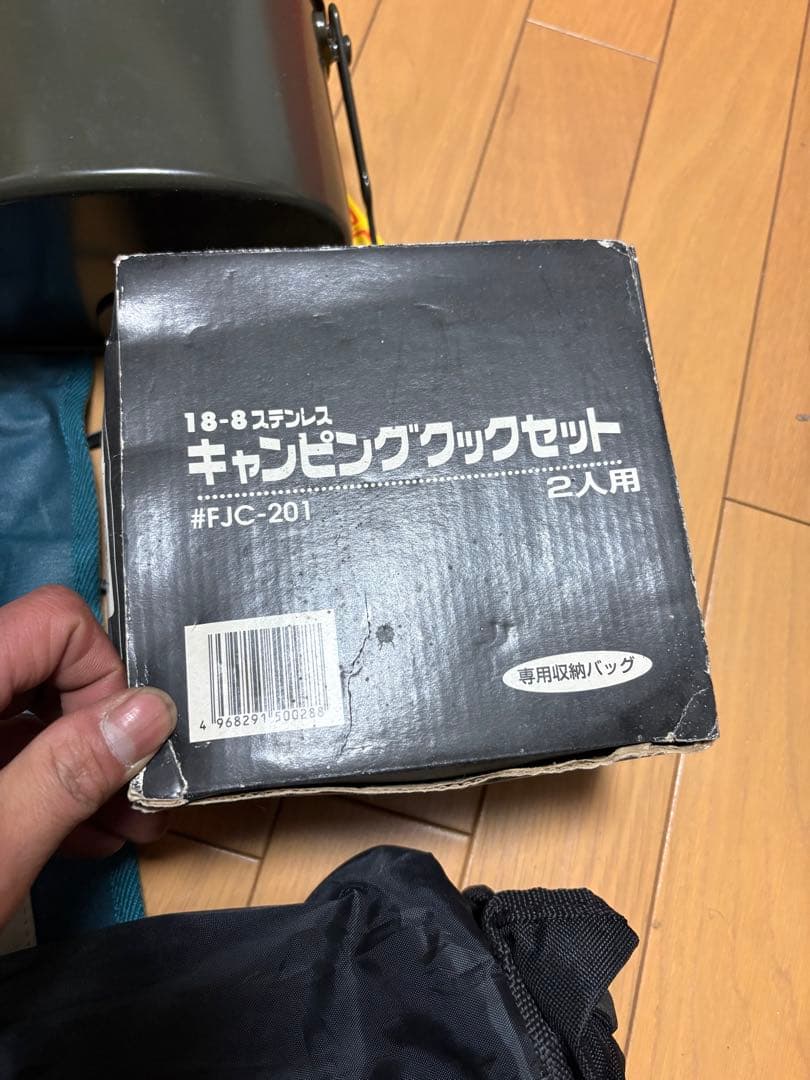 18-8ステンレス
キャンピングクックセット
2人用
#FJC-201
専用収納バッグ
4 968291 500288